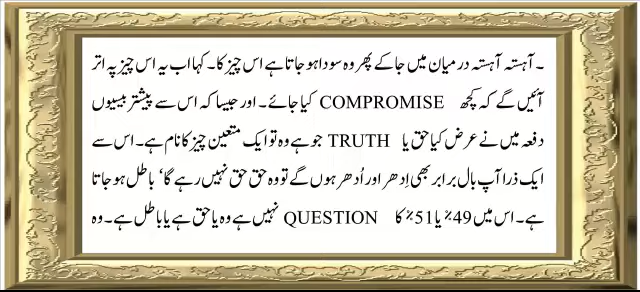 ۔ آہستہ آہستہ درمیان میں جا کے پھر وہ سودا ہو جاتا ہے اس چیز کا۔ کہا اب یہ اس چیز پہ اتر
آئیں گے کہ کچھ COMPROMISE کیا جائے۔ اور جیسا کہ اس سے پیشتر بیسیوں
دفعہ میں نے عرض کیا حق یا TRUTH جو ہے وہ تو ایک متعین چیز کا نام ہے۔ اس سے
ایک ذرا آپ بال برابر بھی اِدھر اور اُدھر ہوں گے تو وہ حق حق نہیں رہے گا‘ باطل ہو جاتا
ہے۔ اس میں 49٪ یا 51٪ کا QUESTION نہیں ہے وہ یا حق ہے یا باطل ہے۔ وہ